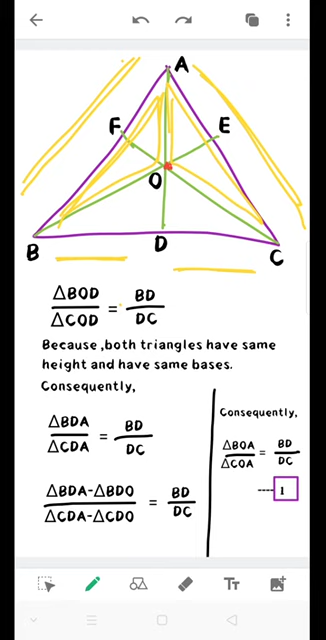 A
F
E
O
B
D
C
ΔBOD
ΔCOD
=
BD
DC
Because ,both triangles have same
height and have same bases.
Consequently,
ΔBDA
ΔCDA
=
BD
DC
ΔBDA-ΔBDO
ΔCDA-ΔCDO
=
BD
DC
Consequently,
ΔBOA
ΔCOA
=
BD
DC
----1
Tт